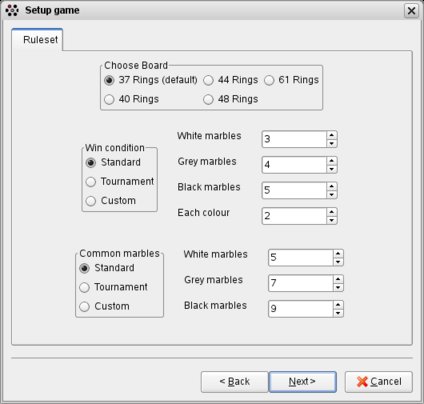 Setup game
Ruleset
Choose Board
37 Rings (default) 44 Rings 61 Rings
40 Rings 48 Rings
Win condition
Standard
Tournament
Custom
White marbles 3
Grey marbles 4
Black marbles 5
Each colour 2
Common marbles
Standard
Tournament
Custom
White marbles 5
Grey marbles 7
Black marbles 9
< Back Next > Cancel